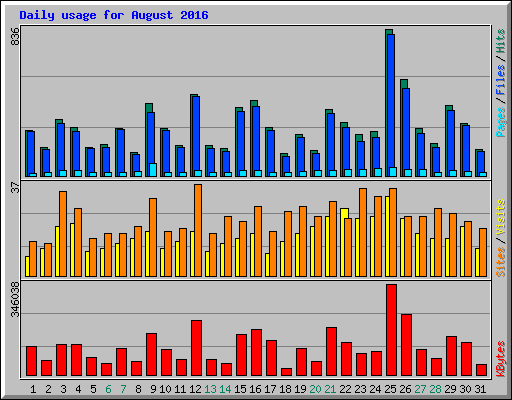 Daily usage for August 2016
836
Pages / Files / Hits
37
Sites / Visits
346038
KBytes
1 2 3 4 5 6 7 8 9 10 11 12 13 14 15 16 17 18 19 20 21 22 23 24 25 26 27 28 29 30 31